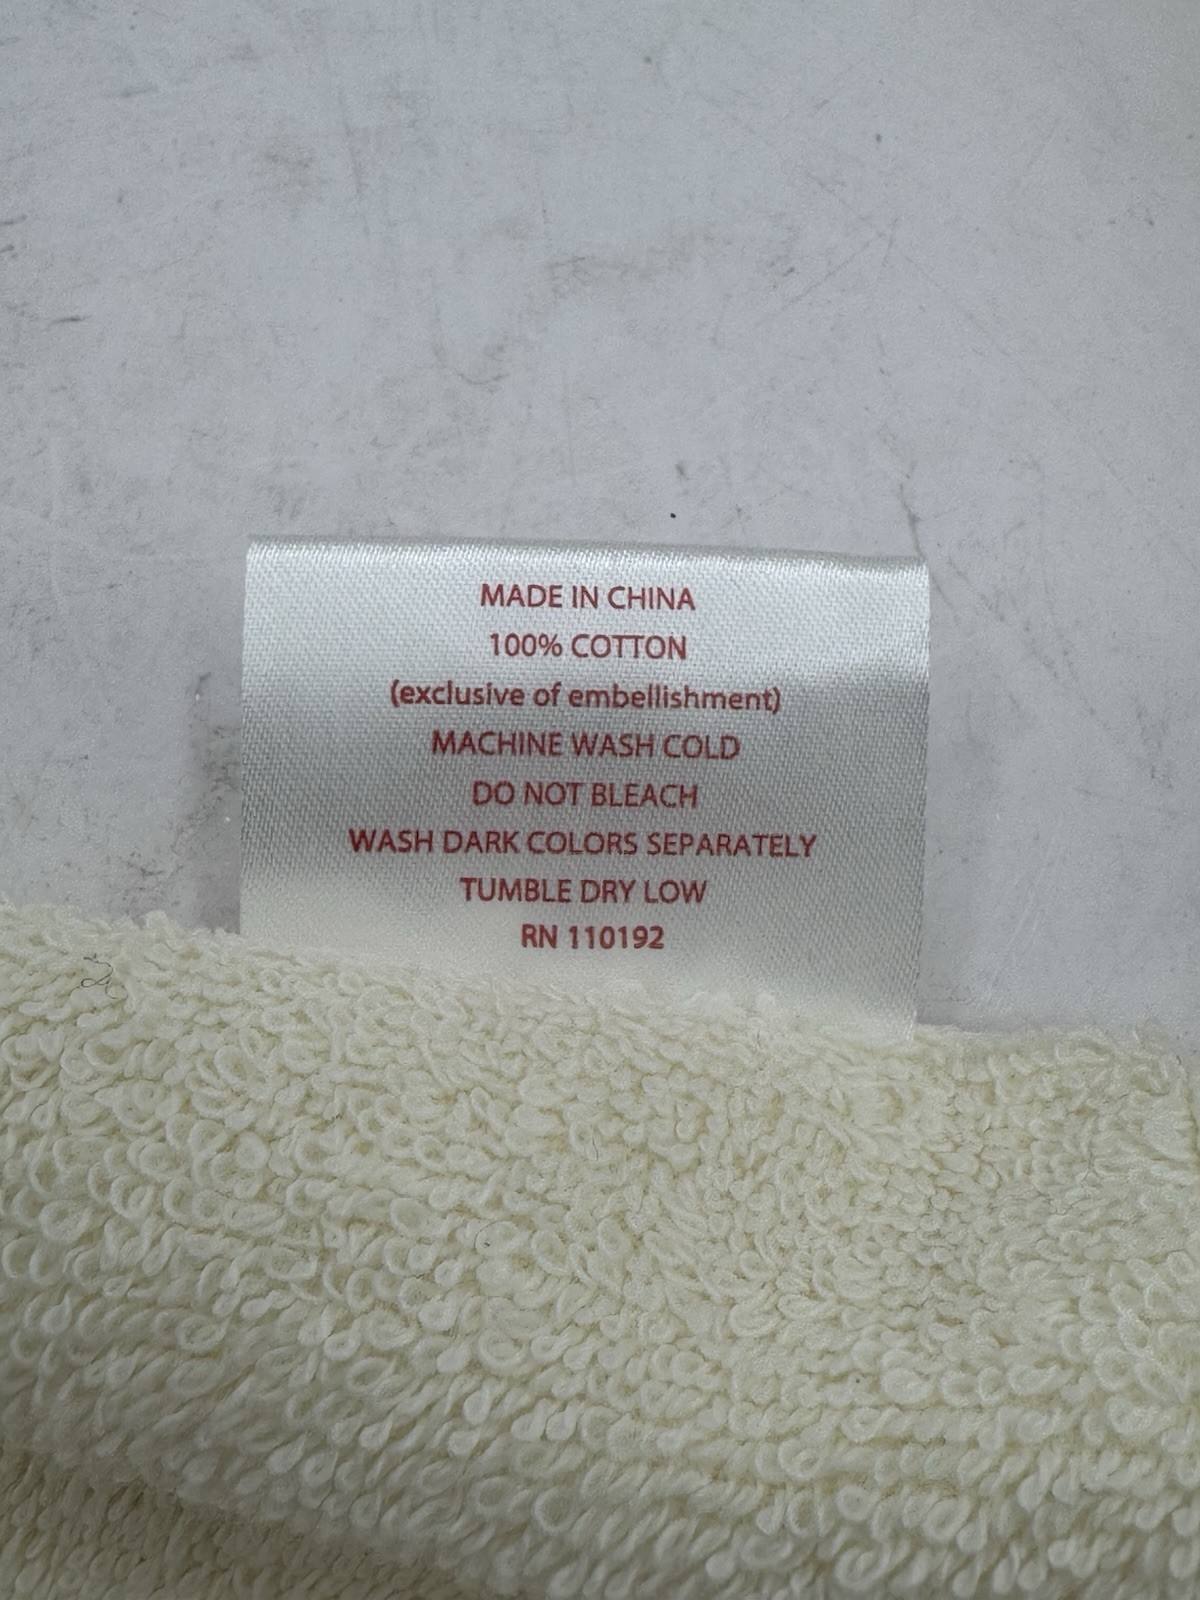 MADE IN CHINA
100% COTTON
(exclusive of embellishment)
MACHINE WASH COLD
DO NOT BLEACH
WASH DARK COLORS SEPARATELY
TUMBLE DRY LOW
RN 110192